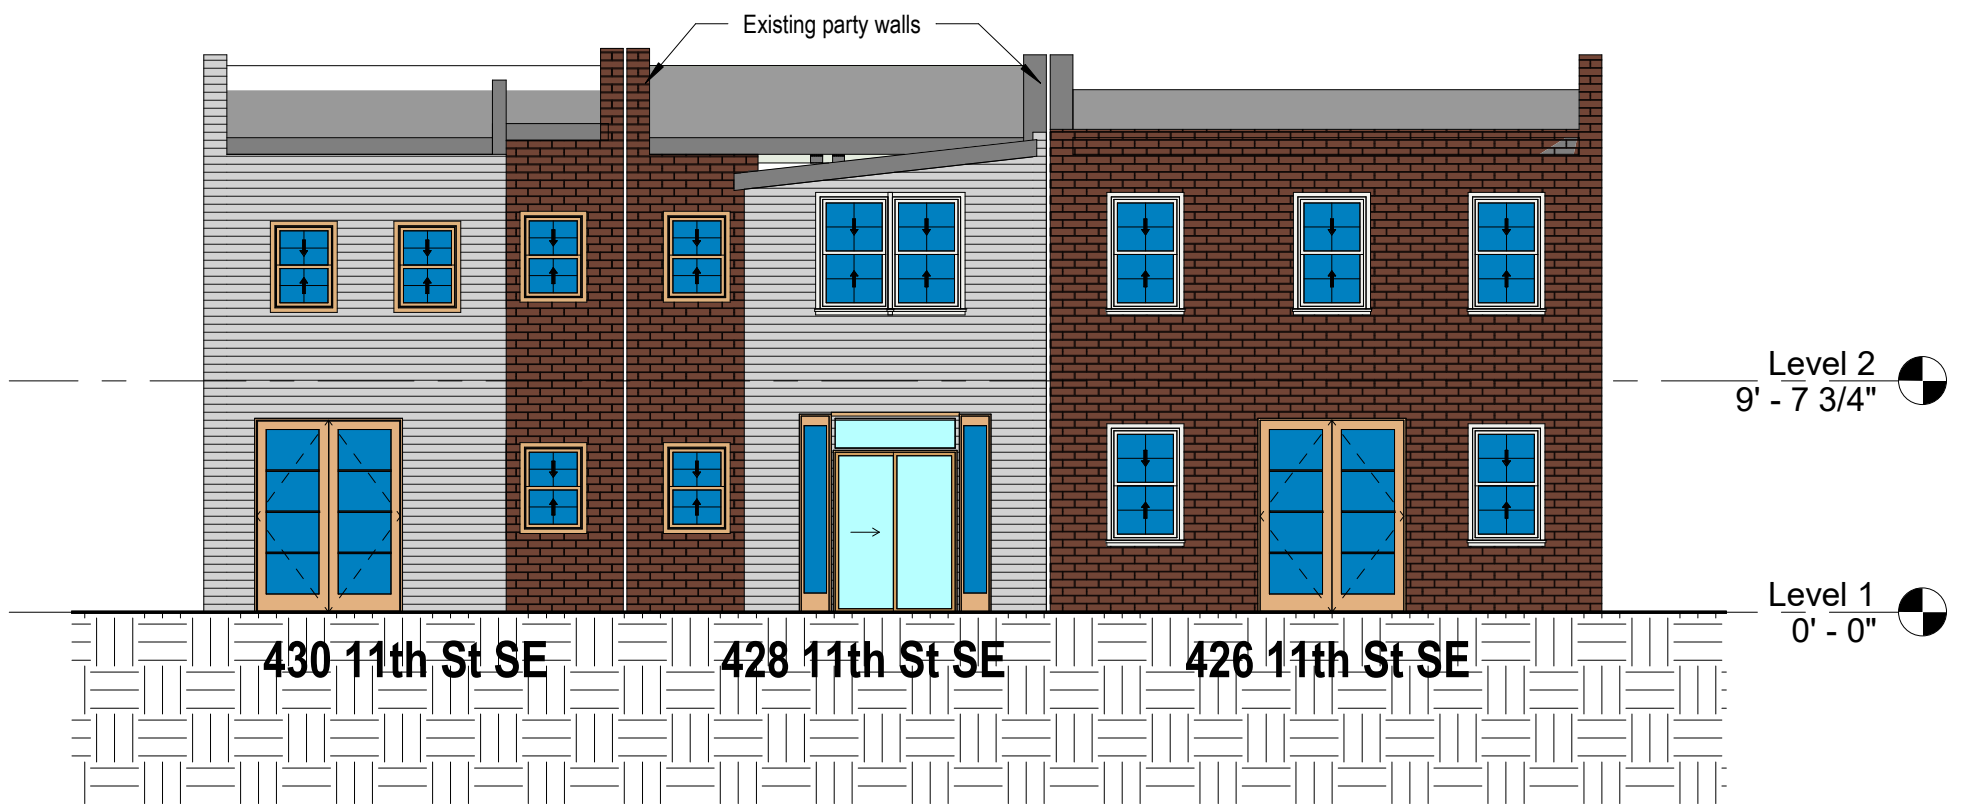 Existing party walls
Level 2
9' - 7 3/4"
Level 1
0' - 0"
430 11th St SE
428 11th St SE
426 11th St SE